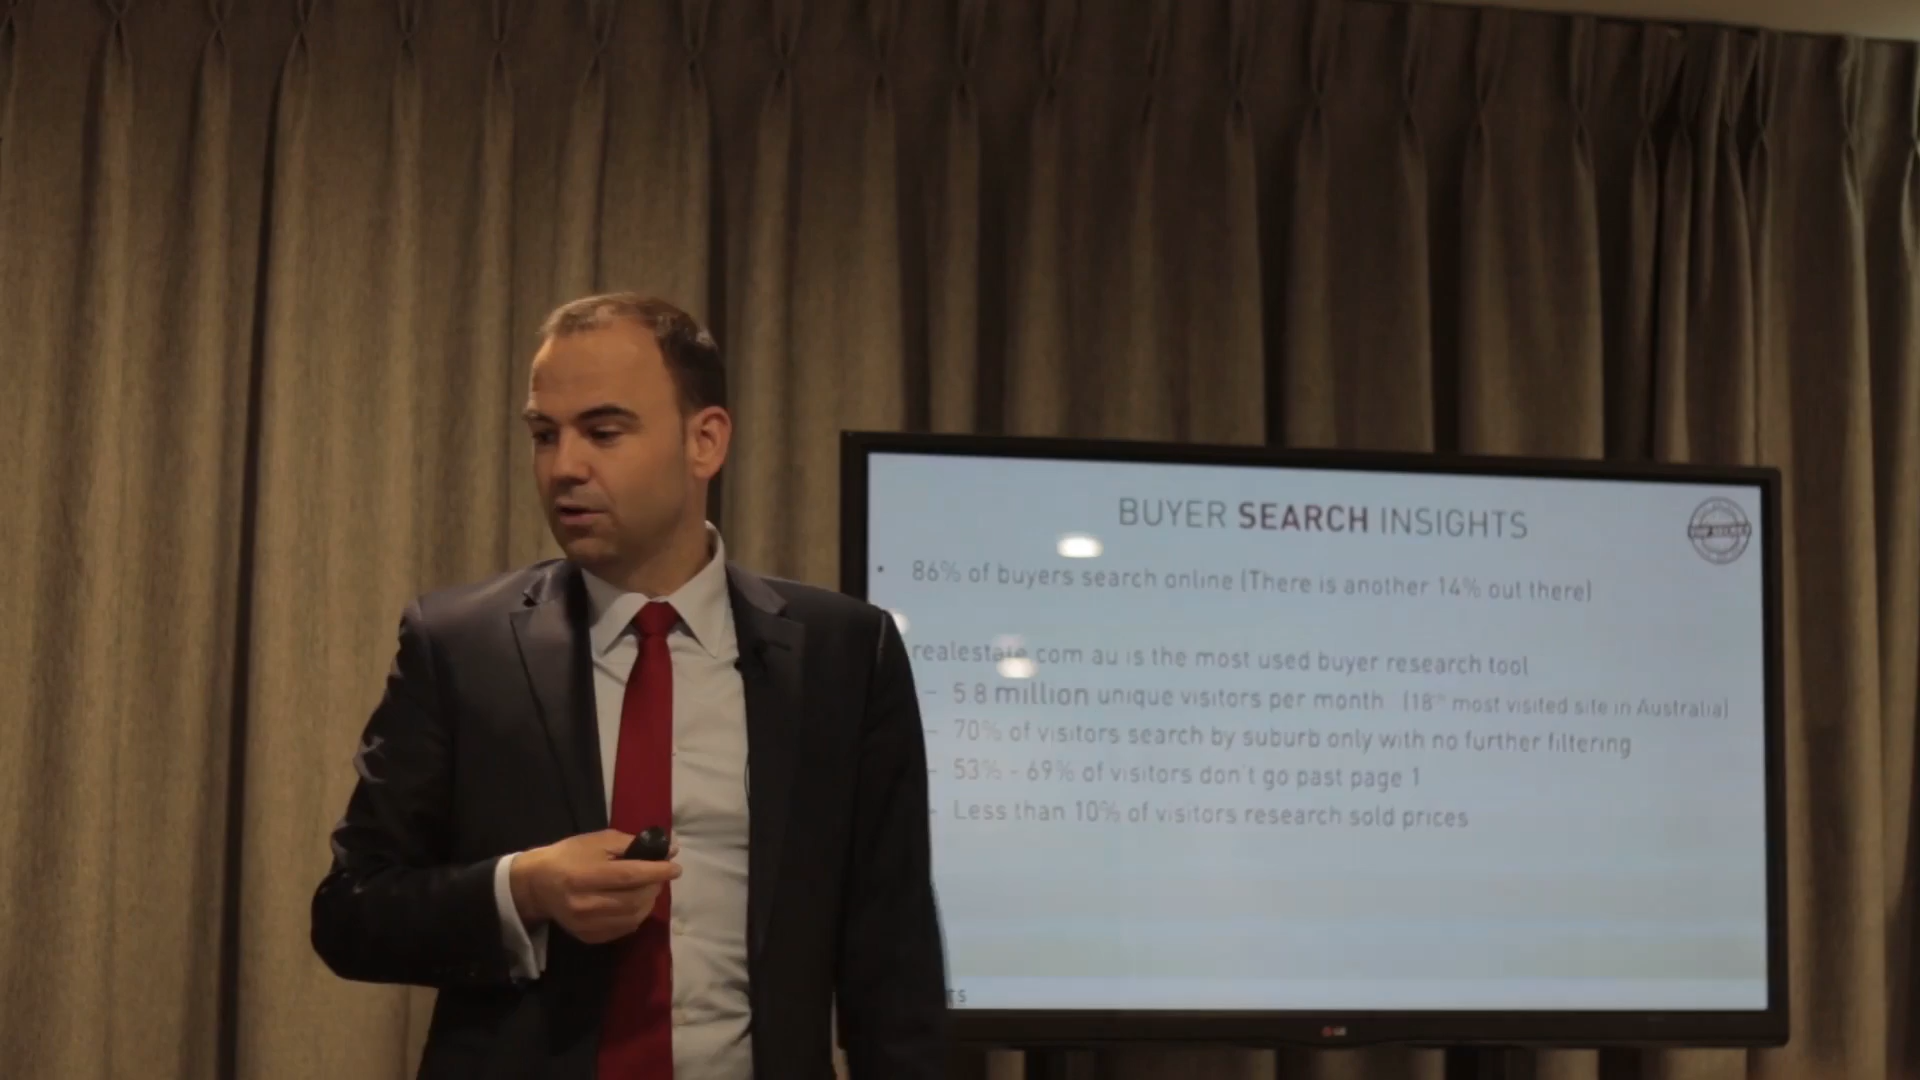 BUYER SEARCH INSIGHTS
• 86% of buyers search online (There is another 14% out there)
realestate.com.au is the most used buyer research tool
– 5.8 million unique visitors per month (18th most visited site in Australia)
– 70% of visitors search by suburb only with no further filtering
– 53% - 69% of visitors don't go past page 1
– Less than 10% of visitors research sold prices
LG